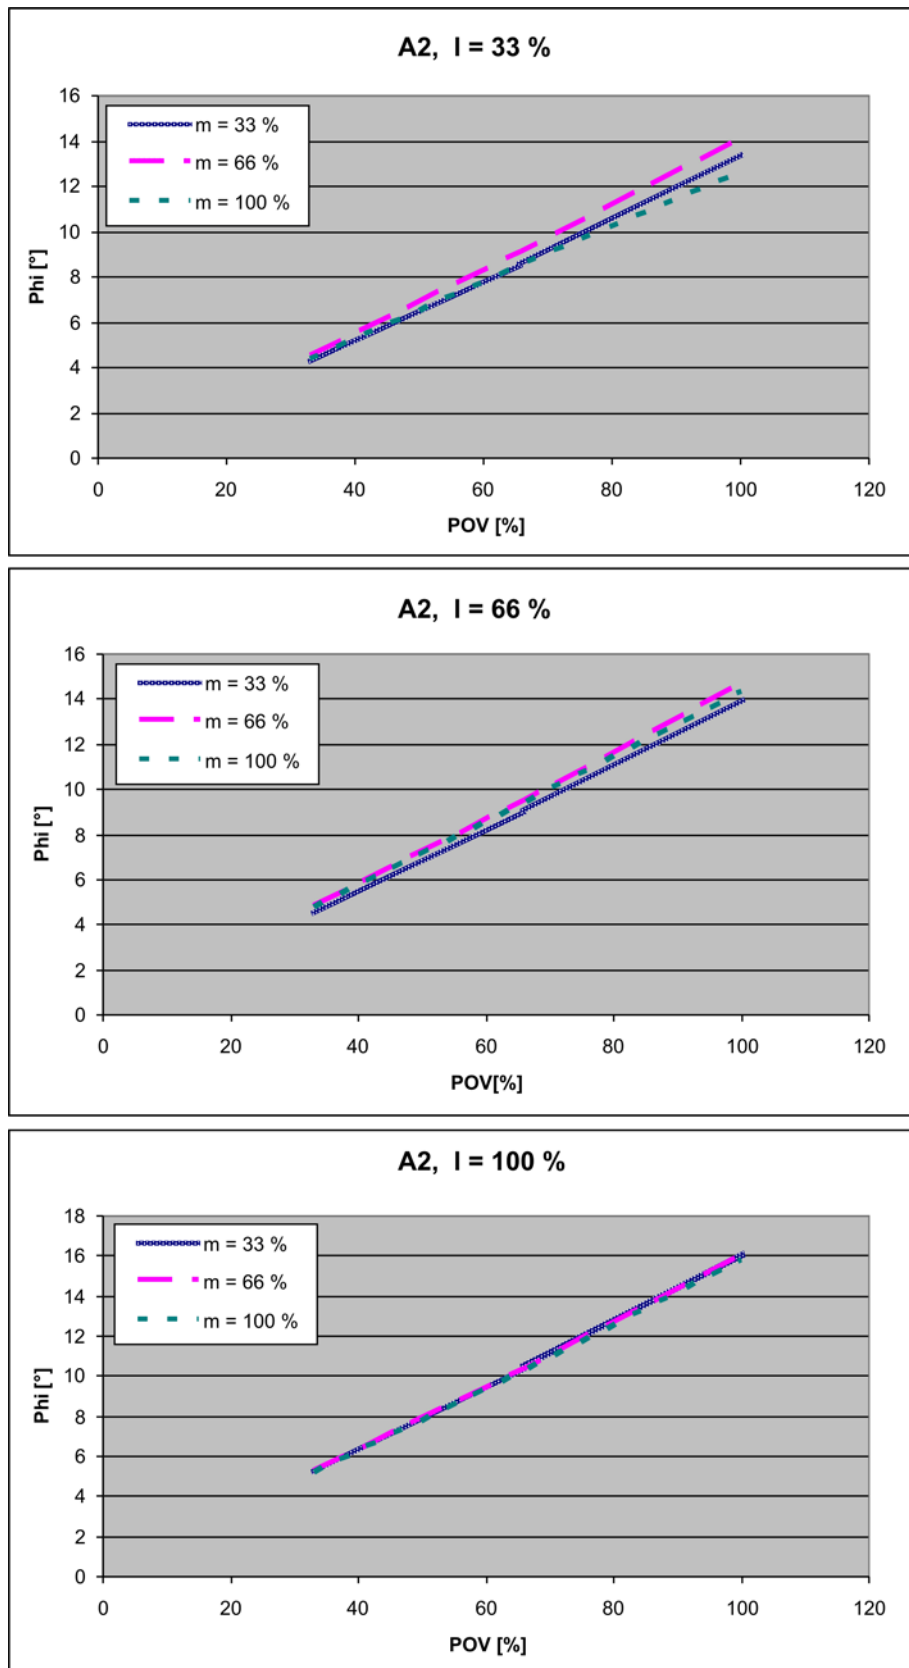 A2, l = 33 %
16
14
12
10
8
6
4
2
0
Phi [°]
m = 33 %
m = 66 %
m = 100 %
0 20 40 60 80 100 120
POV [%]
A2, l = 66 %
16
14
12
10
8
6
4
2
0
Phi [°]
m = 33 %
m = 66 %
m = 100 %
0 20 40 60 80 100 120
POV[%]
A2, l = 100 %
18
16
14
12
10
8
6
4
2
0
Phi [°]
m = 33 %
m = 66 %
m = 100 %
0 20 40 60 80 100 120
POV [%]